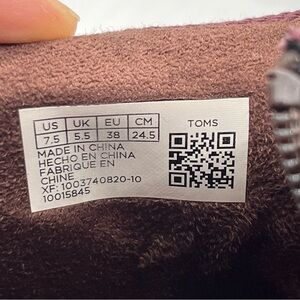 US UK EU CM
7.5 5.5 38 24.5
TOMS
MADE IN CHINA
HECHO EN CHINA
FABRIQUE EN
CHINE
XF: 1003740820-10
10015845